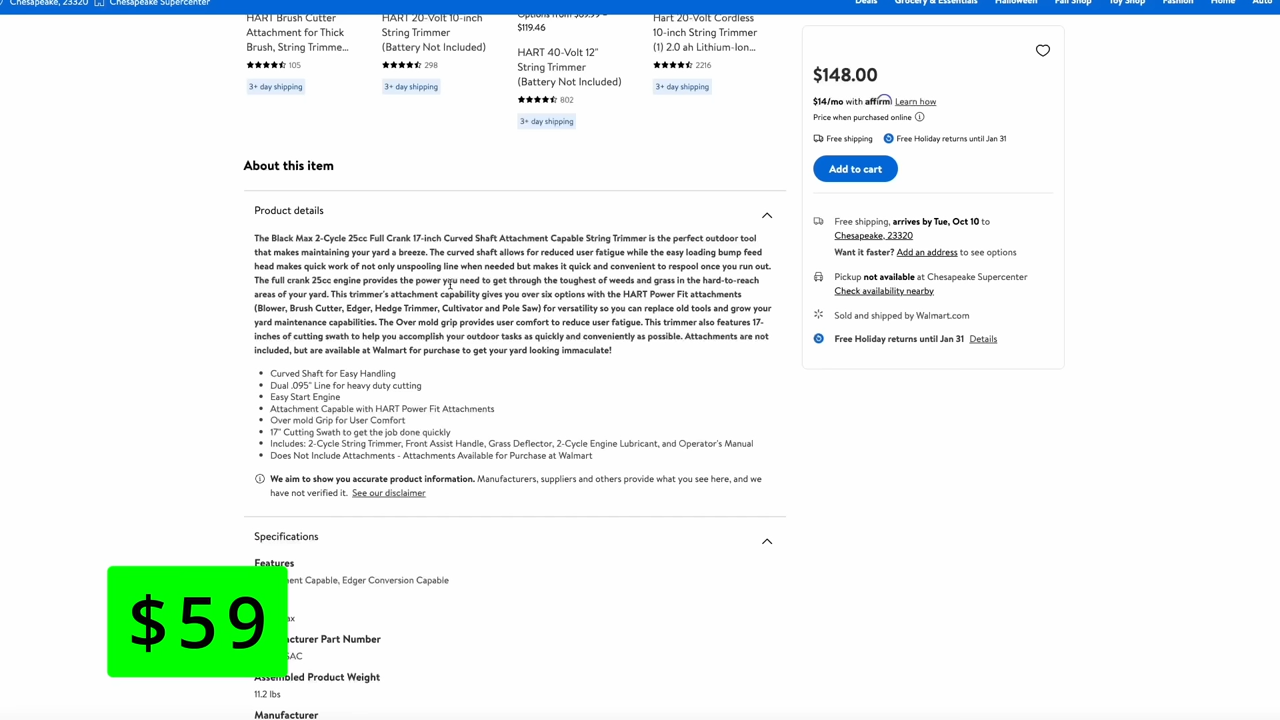 Chesapeake, 23320 Chesapeake Supercenter
Deals Grocery & Essentials Halloween Fall Shop Toy Shop Fashion Home Auto
HART Brush Cutter
Attachment for Thick
Brush, String Trimme...
105
3+ day shipping
HART 20-Volt 10-inch
String Trimmer
(Battery Not Included)
298
3+ day shipping
$119.46
HART 40-Volt 12"
String Trimmer
(Battery Not Included)
802
3+ day shipping
Hart 20-Volt Cordless
10-inch String Trimmer
(1) 2.0 ah Lithium-Ion...
2216
3+ day shipping
$148.00
$14/mo with affirm Learn how
Price when purchased online
Free shipping Free Holiday returns until Jan 31
Add to cart
Free shipping, arrives by Tue, Oct 10 to
Chesapeake, 23320
Want it faster? Add an address to see options
Pickup not available at Chesapeake Supercenter
Check availability nearby
Sold and shipped by Walmart.com
Free Holiday returns until Jan 31 Details
About this item
Product details
The Black Max 2-Cycle 25cc Full Crank 17-inch Curved Shaft Attachment Capable String Trimmer is the perfect outdoor tool
that makes maintaining your yard a breeze. The curved shaft allows for reduced user fatigue while the easy loading bump feed
head makes quick work of not only unspooling line when needed but makes it quick and convenient to respool once you run out.
The full crank 25cc engine provides the power you need to get through the toughest of weeds and grass in the hard-to-reach
areas of your yard. This trimmer's attachment capability gives you over six options with the HART Power Fit attachments
(Blower, Brush Cutter, Edger, Hedge Trimmer, Cultivator and Pole Saw) for versatility so you can replace old tools and grow your
yard maintenance capabilities. The Over mold grip provides user comfort to reduce user fatigue. This trimmer also features 17-
inches of cutting swath to help you accomplish your outdoor tasks as quickly and conveniently as possible. Attachments are not
included, but are available at Walmart for purchase to get your yard looking immaculate!
Curved Shaft for Easy Handling
Dual .095" Line for heavy duty cutting
Easy Start Engine
Attachment Capable with HART Power Fit Attachments
Over mold Grip for User Comfort
17" Cutting Swath to get the job done quickly
Includes: 2-Cycle String Trimmer, Front Assist Handle, Grass Deflector, 2-Cycle Engine Lubricant, and Operator's Manual
Does Not Include Attachments - Attachments Available for Purchase at Walmart
We aim to show you accurate product information. Manufacturers, suppliers and others provide what you see here, and we
have not verified it. See our disclaimer
Specifications
Features
Capable, Edger Conversion Capable
Part Number
Assembled Product Weight
11.2 lbs
Manufacturer
$59